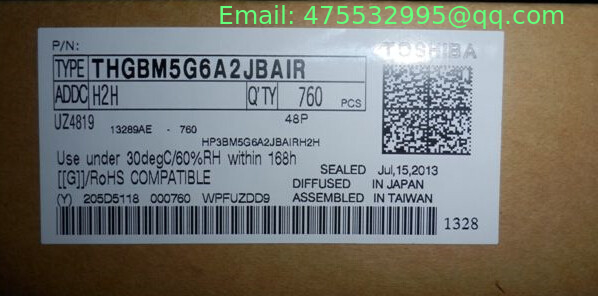 Email: 475532995@qq.com
P/N:
TOSHIBA
TYPE THGBM5G6A2JBAIR
ADDC H2H Q'TY 760 PCS
UZ4819 13289AE - 760 48P
HP3BM5G6A2JBAIRH2H
Use under 30degC/60%RH within 168h
SEALED Jul,15,2013
[[G]]/RoHS COMPATIBLE
DIFFUSED IN JAPAN
(Y) 205D5118 000760 WPFUZDD9 ASSEMBLED IN TAIWAN
1328